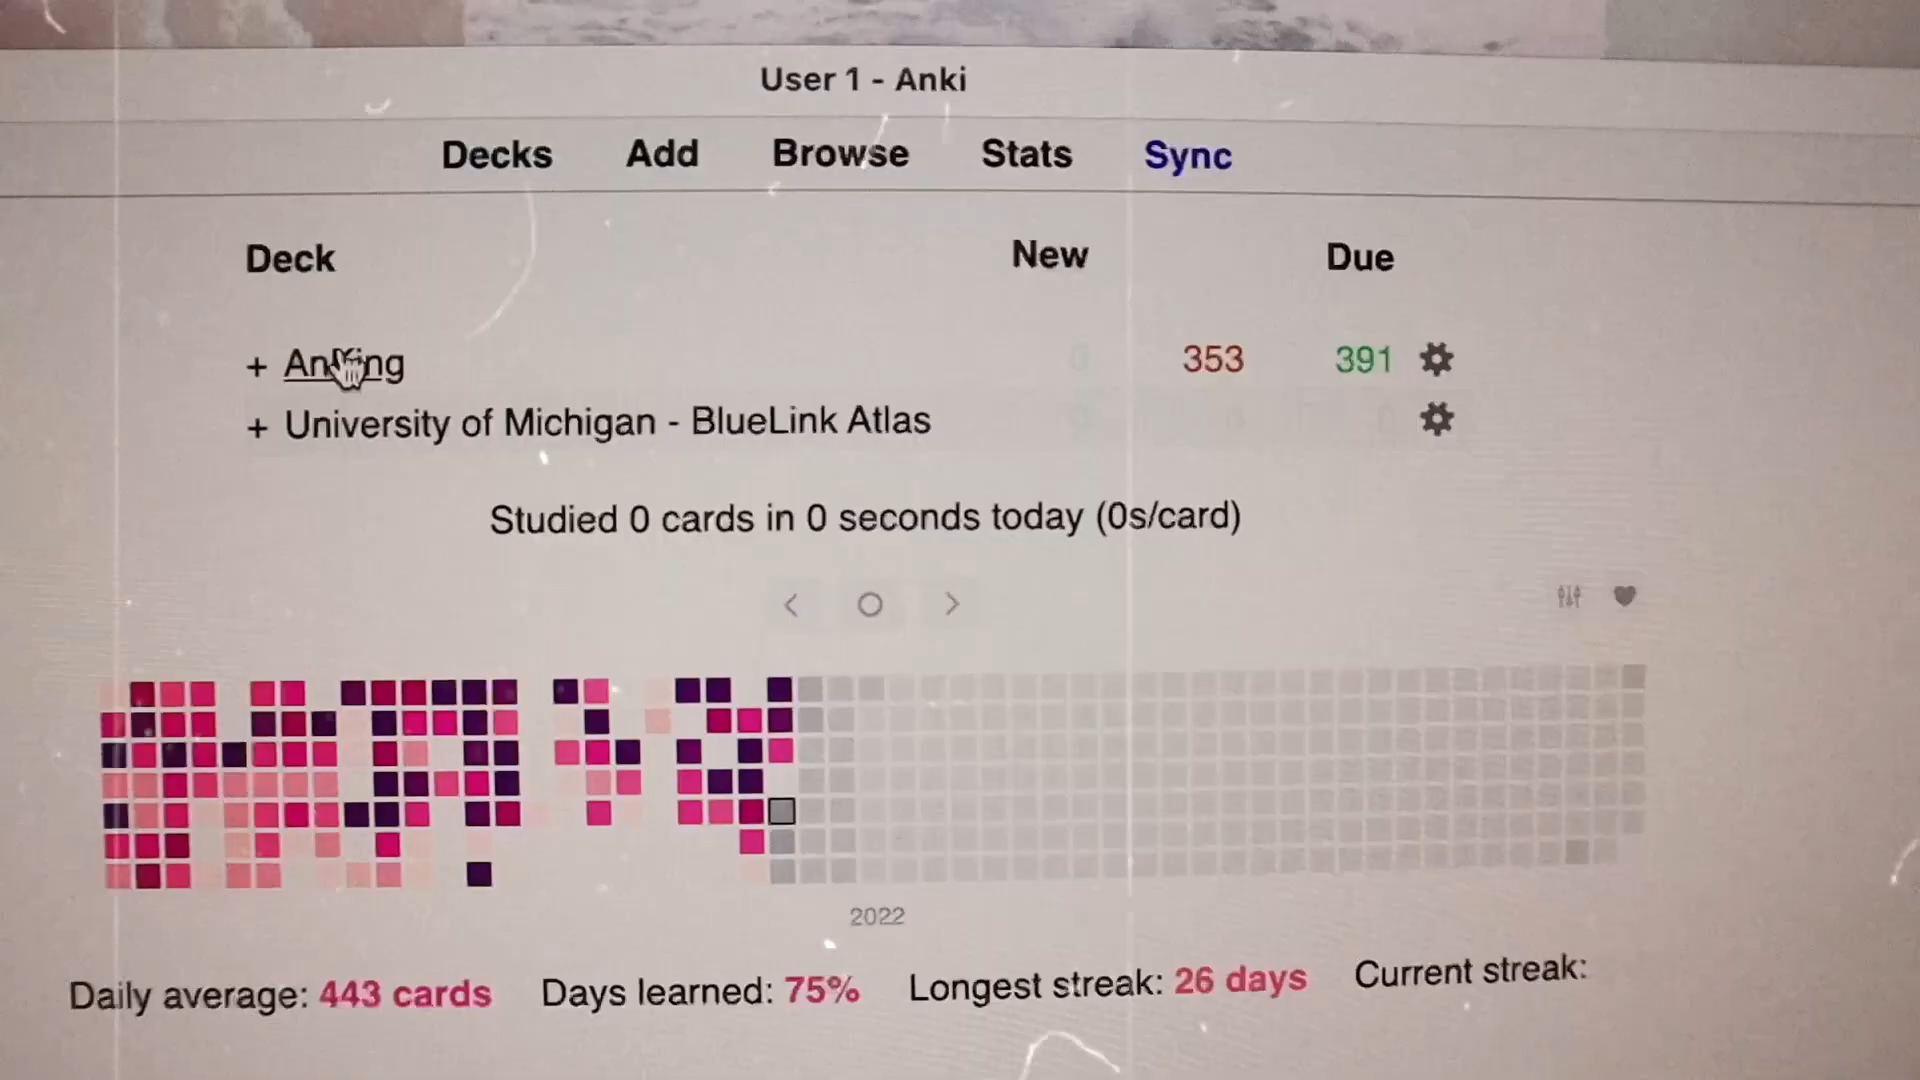 User 1 - Anki
Decks Add Browse Stats Sync
Deck New Due
+ AnKing 353 391
+ University of Michigan - BlueLink Atlas
Studied 0 cards in 0 seconds today (0s/card)
< >
2022
Daily average: 443 cards Days learned: 75% Longest streak: 26 days Current streak: